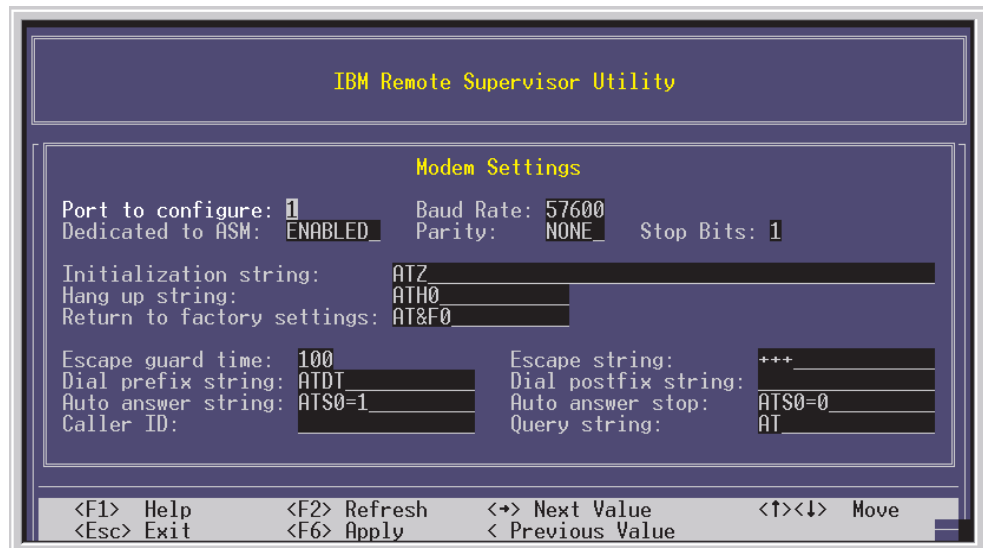 IBM Remote Supervisor Utility
Modem Settings
Port to configure: 1 Baud Rate: 57600
Dedicated to ASM: ENABLED_ Parity: NONE_ Stop Bits: 1
Initialization string: ATZ
Hang up string: ATH0
Return to factory settings: AT&F0
Escape guard time: 100 Escape string: +++
Dial prefix string: ATDT Dial postfix string:
Auto answer string: ATS0=1 Auto answer stop: ATS0=0
Caller ID: Query string: AT
<F1> Help <F2> Refresh <→> Next Value <↑><↓> Move
<Esc> Exit <F6> Apply < Previous Value